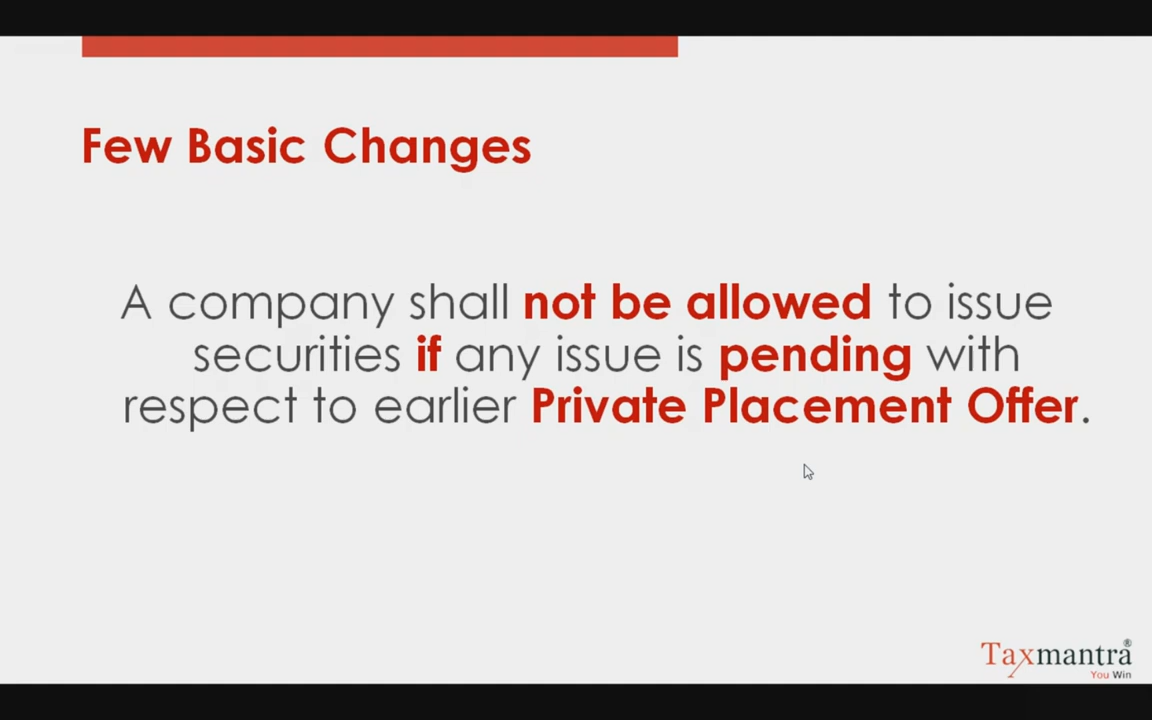 Few Basic Changes
A company shall not be allowed to issue
securities if any issue is pending with
respect to earlier Private Placement Offer.
Taxmantra®
You Win